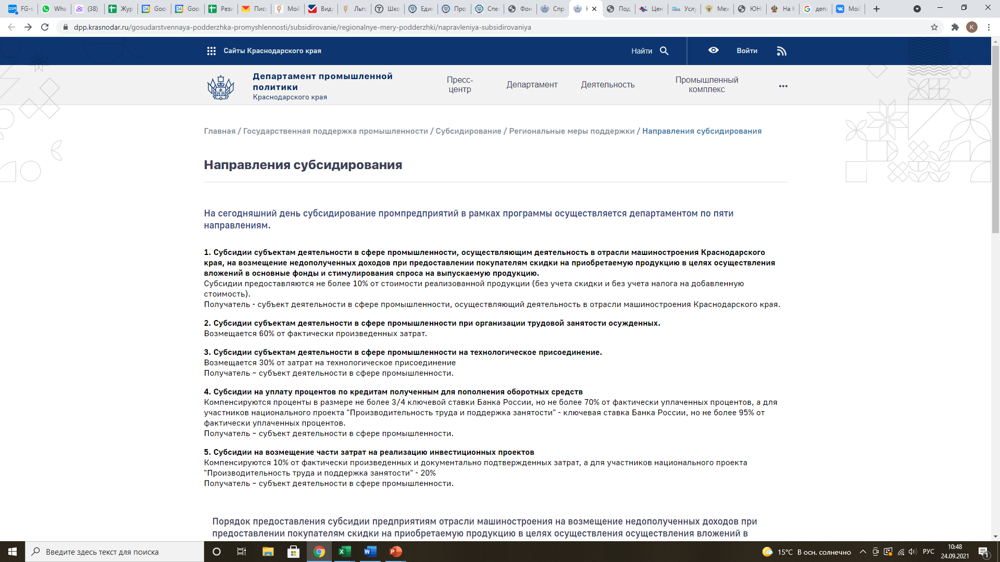 FG-s
Wha
(38)
Жур
Goo
Goo
Рези
Пись
Мой
Виде
Льго
Шко
Един
Про
Спец
Фон
Спра
Под
Цен
Услу
Меж
ЮНО
На К
депа
Мой
dpp.krasnodar.ru/gosudarstvennaya-podderzhka-promyshlennosti/subsidirovanie/regionalnye-mery-podderzhki/napravleniya-subsidirovaniya
K
Сайты Краснодарского края
Найти
Войти
Департамент промышленной
политики
Краснодарского края
Пресс-
центр
Департамент
Деятельность
Промышленный
комплекс
Главная / Государственная поддержка промышленности / Субсидирование / Региональные меры поддержки / Направления субсидирования
Направления субсидирования
На сегодняшний день субсидирование промпредприятий в рамках программы осуществляется департаментом по пяти
направлениям.
1. Субсидии субъектам деятельности в сфере промышленности, осуществляющим деятельность в отрасли машиностроения Краснодарского
края, на возмещение недополученных доходов при предоставлении покупателям скидки на приобретаемую продукцию в целях осуществления
вложений в основные фонды и стимулирования спроса на выпускаемую продукцию.
Субсидии предоставляются не более 10% от стоимости реализованной продукции (без учета скидки и без учета налога на добавленную
стоимость).
Получатель - субъект деятельности в сфере промышленности, осуществляющий деятельность в отрасли машиностроения Краснодарского края.
2. Субсидии субъектам деятельности в сфере промышленности при организации трудовой занятости осужденных.
Возмещается 60% от фактически произведенных затрат.
3. Субсидии субъектам деятельности в сфере промышленности на технологическое присоединение.
Возмещается 30% от затрат на технологическое присоединение
Получатель – субъект деятельности в сфере промышленности.
4. Субсидии на уплату процентов по кредитам полученным для пополнения оборотных средств
Компенсируются проценты в размере не более 3/4 ключевой ставки Банка России, но не более 70% от фактически уплаченных процентов, а для
участников национального проекта "Производительность труда и поддержка занятости" - ключевая ставка Банка России, но не более 95% от
фактически уплаченных процентов.
Получатель – субъект деятельности в сфере промышленности.
5. Субсидии на возмещение части затрат на реализацию инвестиционных проектов
Компенсируются 10% от фактически произведенных и документально подтвержденных затрат, а для участников национального проекта
"Производительность труда и поддержка занятости" - 20%
Получатель – субъект деятельности в сфере промышленности.
Порядок предоставления субсидии предприятиям отрасли машиностроения на возмещение недополученных доходов при
предоставлении покупателям скидки на приобретаемую продукцию в целях осуществления осуществления вложений в
Введите здесь текст для поиска
15°C В осн. солнечно
РУС
10:48
24.09.2021
1